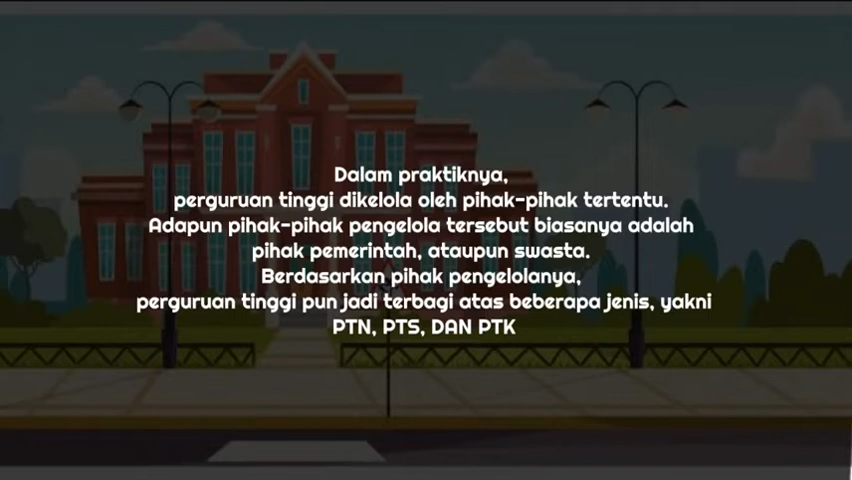 Dalam praktiknya,
perguruan tinggi dikelola oleh pihak-pihak tertentu.
Adapun pihak-pihak pengelola tersebut biasanya adalah
pihak pemerintah, ataupun swasta.
Berdasarkan pihak pengelolanya,
perguruan tinggi pun jadi terbagi atas beberapa jenis, yakni
PTN, PTS, DAN PTK